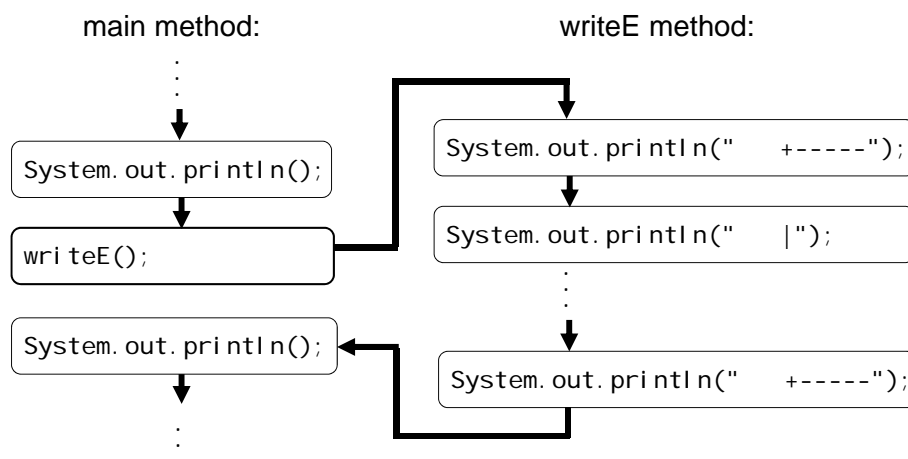 main method:
System.out.println();
writeE();
System.out.println();
writeE method:
System.out.println("   +-----");
System.out.println("   |");
System.out.println("   +-----");